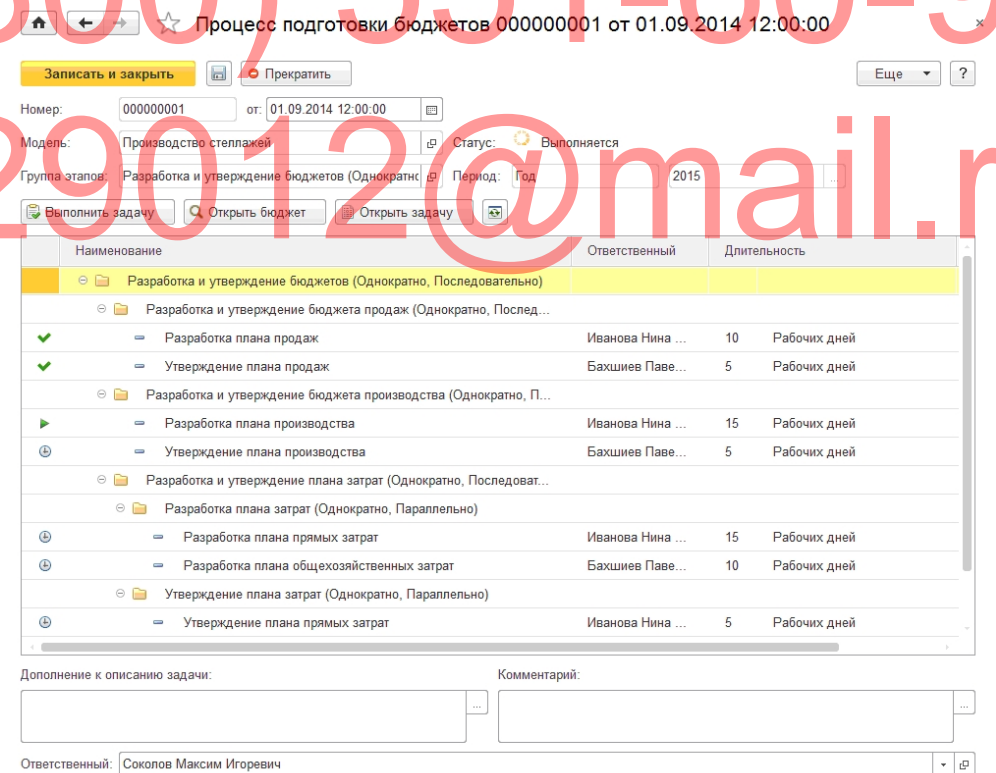 Процесс подготовки бюджетов 000000001 от 01.09.2014 12:00:00
Записать и закрыть Прекратить Еще ?
Номер: 000000001 от: 01.09.2014 12:00:00
29012@mail.r
Модель: Производство стеллажей Статус: Выполняется
Группа этапов: Разработка и утверждение бюджетов (Однократно Период: Год 2015 ...
Выполнить задачу Открыть бюджет Открыть задачу
Наименование Ответственный Длительность
Разработка и утверждение бюджетов (Однократно, Последовательно)
Разработка и утверждение бюджета продаж (Однократно, Послед...
Разработка плана продаж Иванова Нина ... 10 Рабочих дней
Утверждение плана продаж Бахшиев Паве... 5 Рабочих дней
Разработка и утверждение бюджета производства (Однократно, П...
Разработка плана производства Иванова Нина ... 15 Рабочих дней
Утверждение плана производства Бахшиев Паве... 5 Рабочих дней
Разработка и утверждение плана затрат (Однократно, Последоват...
Разработка плана затрат (Однократно, Параллельно)
Разработка плана прямых затрат Иванова Нина ... 15 Рабочих дней
Разработка плана общехозяйственных затрат Бахшиев Паве... 10 Рабочих дней
Утверждение плана затрат (Однократно, Параллельно)
Утверждение плана прямых затрат Иванова Нина ... 5 Рабочих дней
Дополнение к описанию задачи: Комментарий:
... ...
Ответственный: Соколов Максим Игоревич